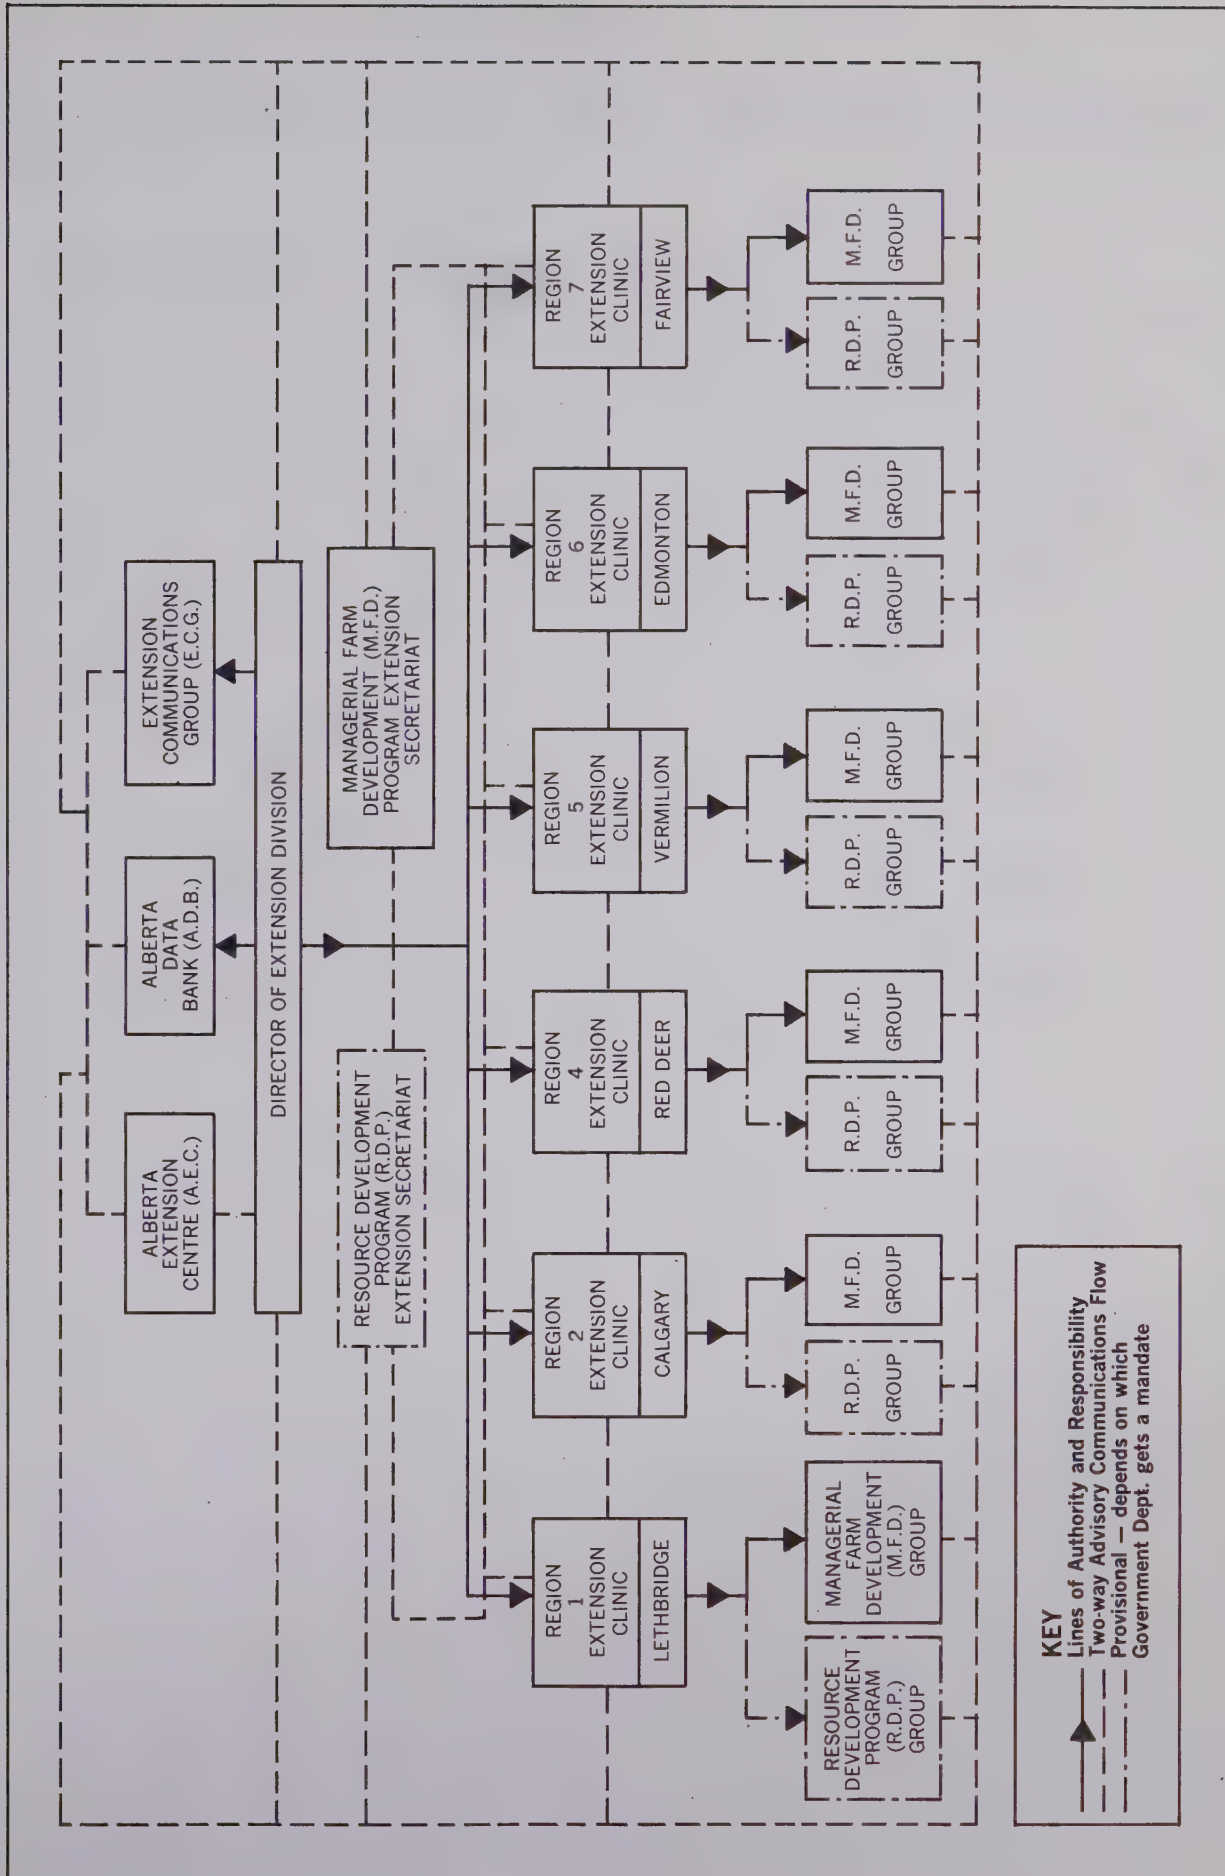 ALBERTA
EXTENSION
CENTRE (A.E.C.)
ALBERTA
DATA
BANK (A.D.B.)
EXTENSION
COMMUNICATIONS
GROUP (E.C.G.)
DIRECTOR OF EXTENSION DIVISION
RESOURCE DEVELOPMENT
PROGRAM (R.D.P.)
EXTENSION SECRETARIAT
MANAGERIAL FARM
DEVELOPMENT (M.F.D.)
PROGRAM EXTENSION
SECRETARIAT
REGION
1
EXTENSION
CLINIC
LETHBRIDGE
REGION
2
EXTENSION
CLINIC
CALGARY
REGION
4
EXTENSION
CLINIC
RED DEER
REGION
5
EXTENSION
CLINIC
VERMILION
REGION
6
EXTENSION
CLINIC
EDMONTON
REGION
7
EXTENSION
CLINIC
FAIRVIEW
RESOURCE
DEVELOPMENT
PROGRAM
(R.D.P.)
GROUP
MANAGERIAL
FARM
DEVELOPMENT
(M.F.D.)
GROUP
R.D.P.
GROUP
M.F.D.
GROUP
R.D.P.
GROUP
M.F.D.
GROUP
R.D.P.
GROUP
M.F.D.
GROUP
R.D.P.
GROUP
M.F.D.
GROUP
R.D.P.
GROUP
M.F.D.
GROUP
KEY
Lines of Authority and Responsibility
Two-way Advisory Communications Flow
Provisional — depends on which
Government Dept. gets a mandate